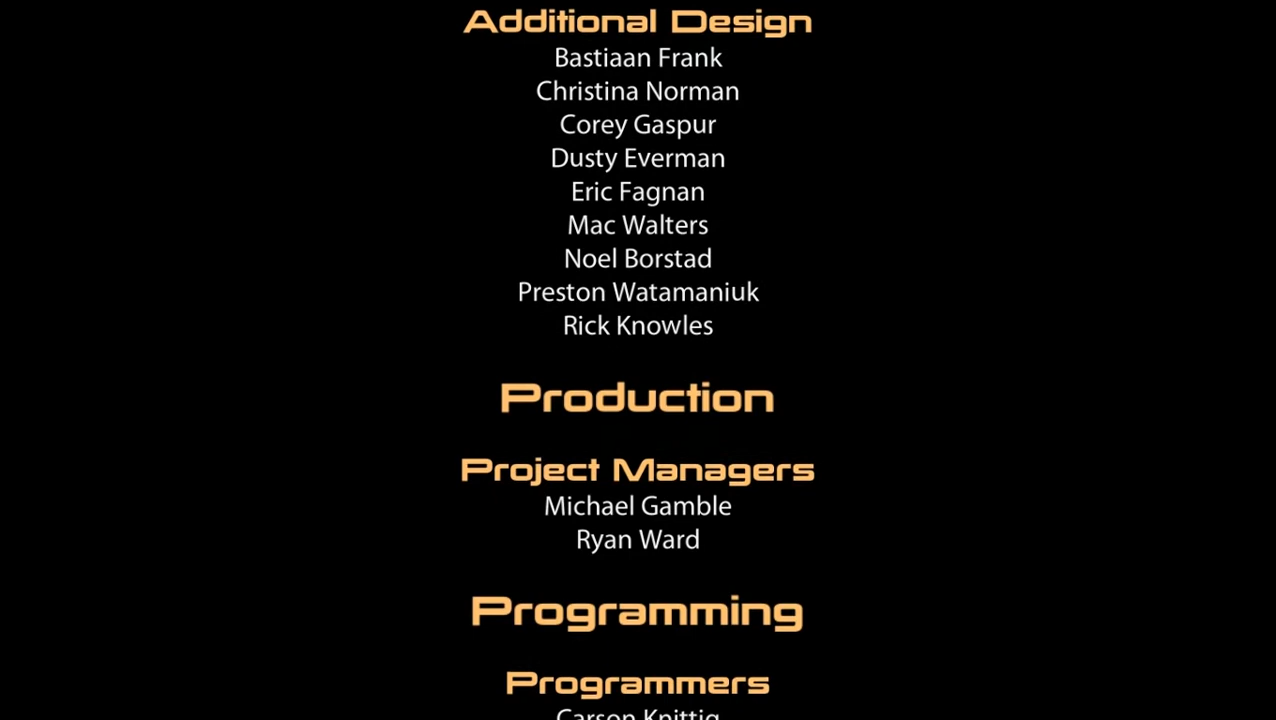 Additional Design
Bastiaan Frank
Christina Norman
Corey Gaspur
Dusty Everman
Eric Fagnan
Mac Walters
Noel Borstad
Preston Watamaniuk
Rick Knowles
Production
Project Managers
Michael Gamble
Ryan Ward
Programming
Programmers
Carson Knittig